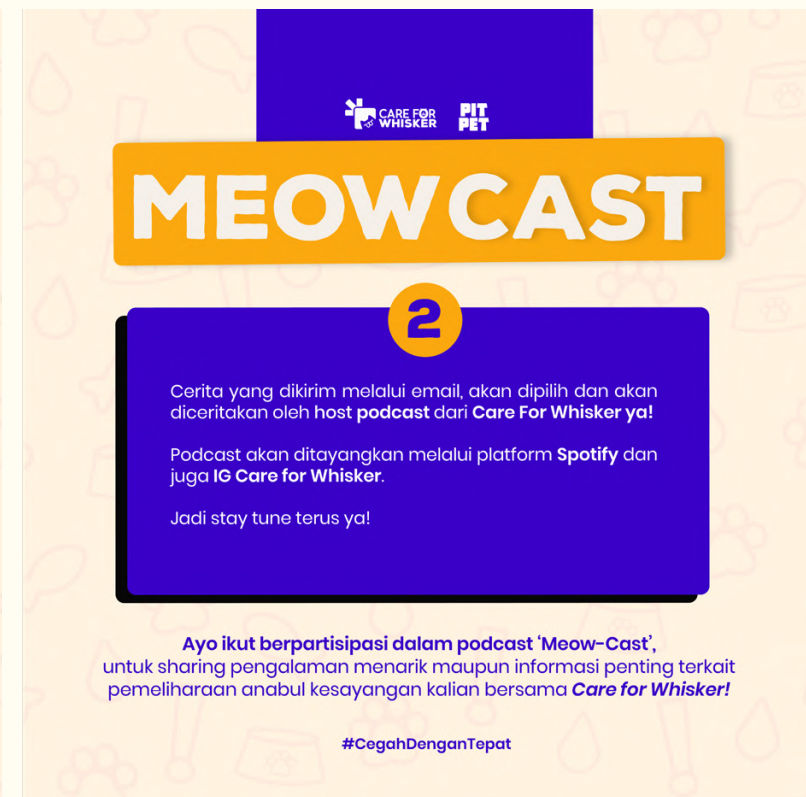 CARE FOR
WHISKER
PIT
PET
MEOWCAST
2
Cerita yang dikirim melalui email, akan dipilih dan akan
diceritakan oleh host podcast dari Care For Whisker ya!
Podcast akan ditayangkan melalui platform Spotify dan
juga IG Care for Whisker.
Jadi stay tune terus ya!
Ayo ikut berpartisipasi dalam podcast ‘Meow-Cast’,
untuk sharing pengalaman menarik maupun informasi penting terkait
pemeliharaan anabul kesayangan kalian bersama Care for Whisker!
#CegahDenganTepat